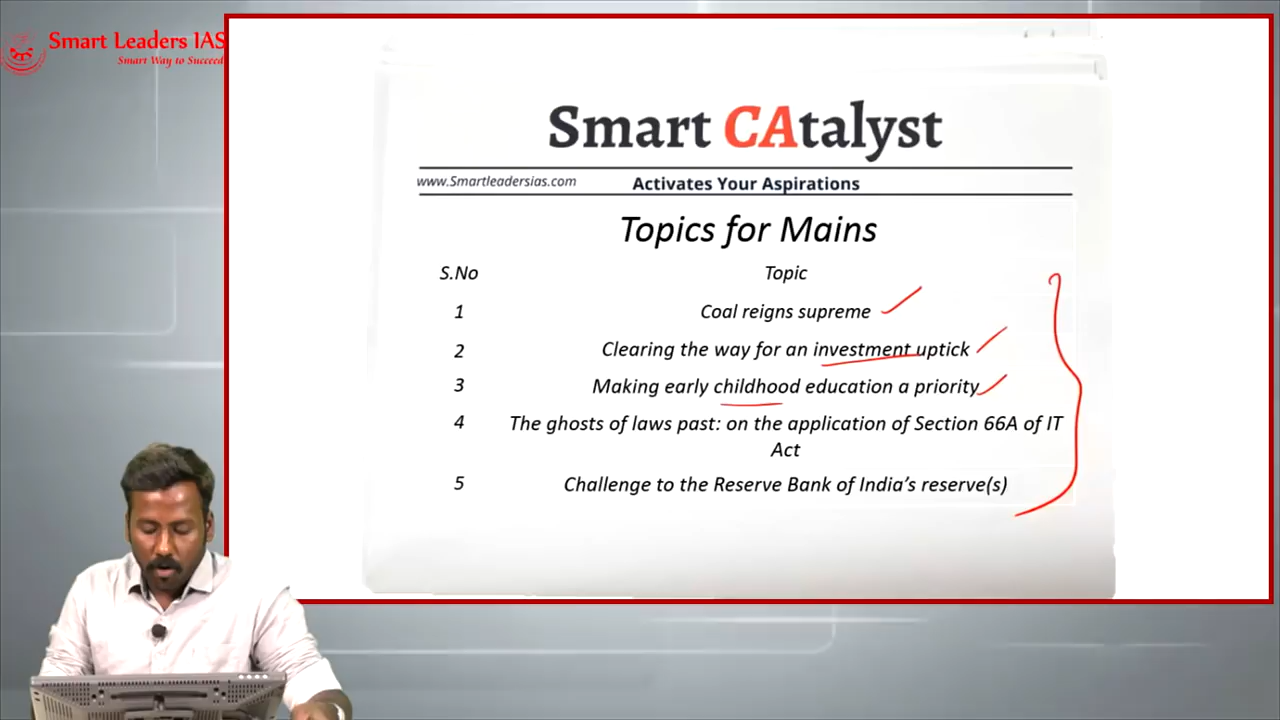 Smart Leaders IAS
Smart Way to Succeed
Smart CAtalyst
www.Smartleadersias.com Activates Your Aspirations
Topics for Mains
S.No Topic
1 Coal reigns supreme
2 Clearing the way for an investment uptick
3 Making early childhood education a priority
4 The ghosts of laws past: on the application of Section 66A of IT
Act
5 Challenge to the Reserve Bank of India’s reserve(s)